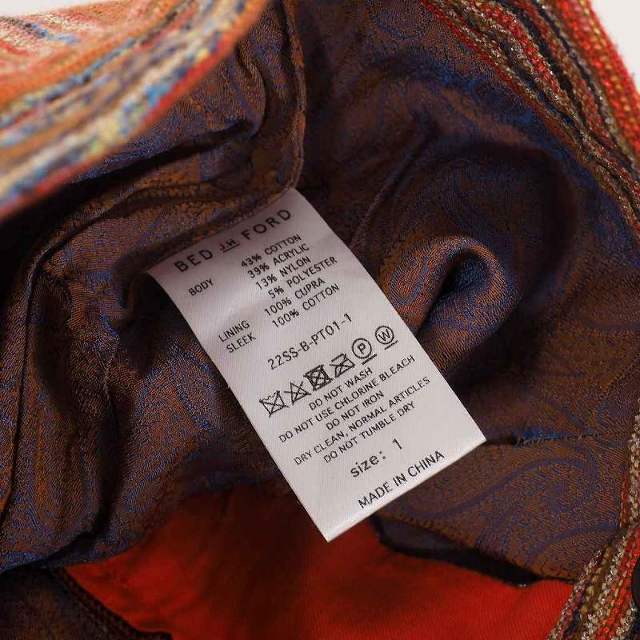 BED J.W. FORD
BODY 43% COTTON
39% ACRYLIC
13% NYLON
5% POLYESTER
LINING 100% CUPRA
SLEEK 100% COTTON
22SS-B-PT01-1
DO NOT WASH
DO NOT USE CHLORINE BLEACH
DO NOT IRON
DRY CLEAN, NORMAL ARTICLES
DO NOT TUMBLE DRY
size: 1
MADE IN CHINA